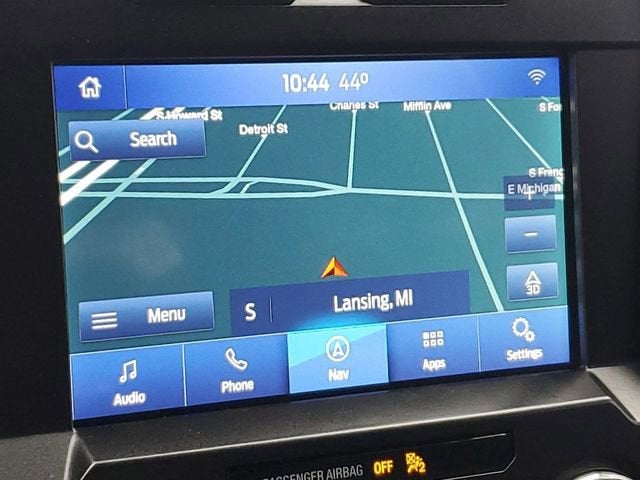 10:44 44°
S Howard St
Charles St
Mifflin Ave
S
Search
Detroit St
S
E Michigan
+
−
3D
Menu
S
Lansing, MI
Audio
Phone
Nav
Apps
Settings
PASSENGER AIRBAG OFF 2